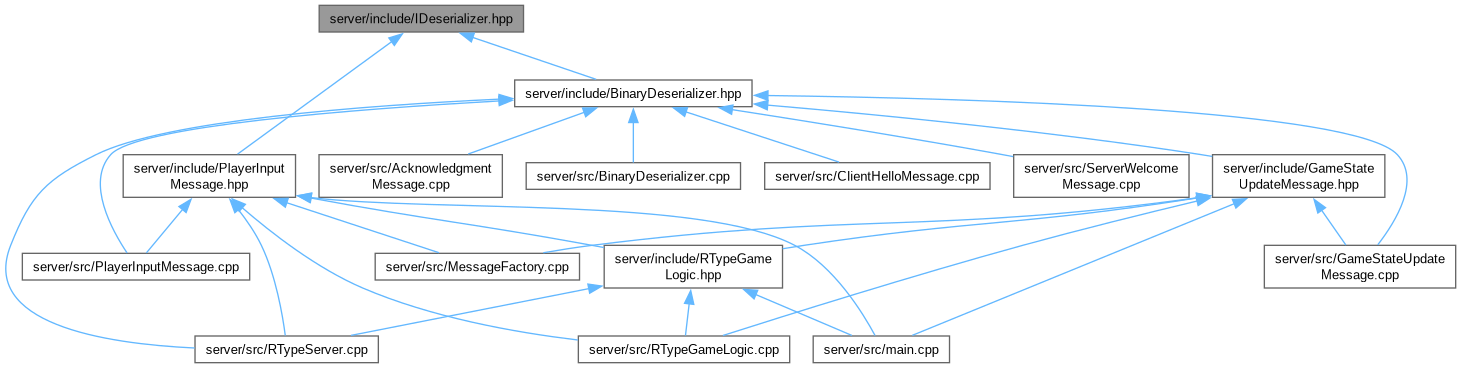 server/include/IDeserializer.hpp
server/include/BinaryDeserializer.hpp
server/include/PlayerInput
Message.hpp
server/src/Acknowledgment
Message.cpp
server/src/BinaryDeserializer.cpp
server/src/ClientHelloMessage.cpp
server/src/ServerWelcome
Message.cpp
server/include/GameState
UpdateMessage.hpp
server/src/PlayerInputMessage.cpp
server/src/MessageFactory.cpp
server/include/RTypeGame
Logic.hpp
server/src/GameStateUpdate
Message.cpp
server/src/RTypeServer.cpp
server/src/RTypeGameLogic.cpp
server/src/main.cpp